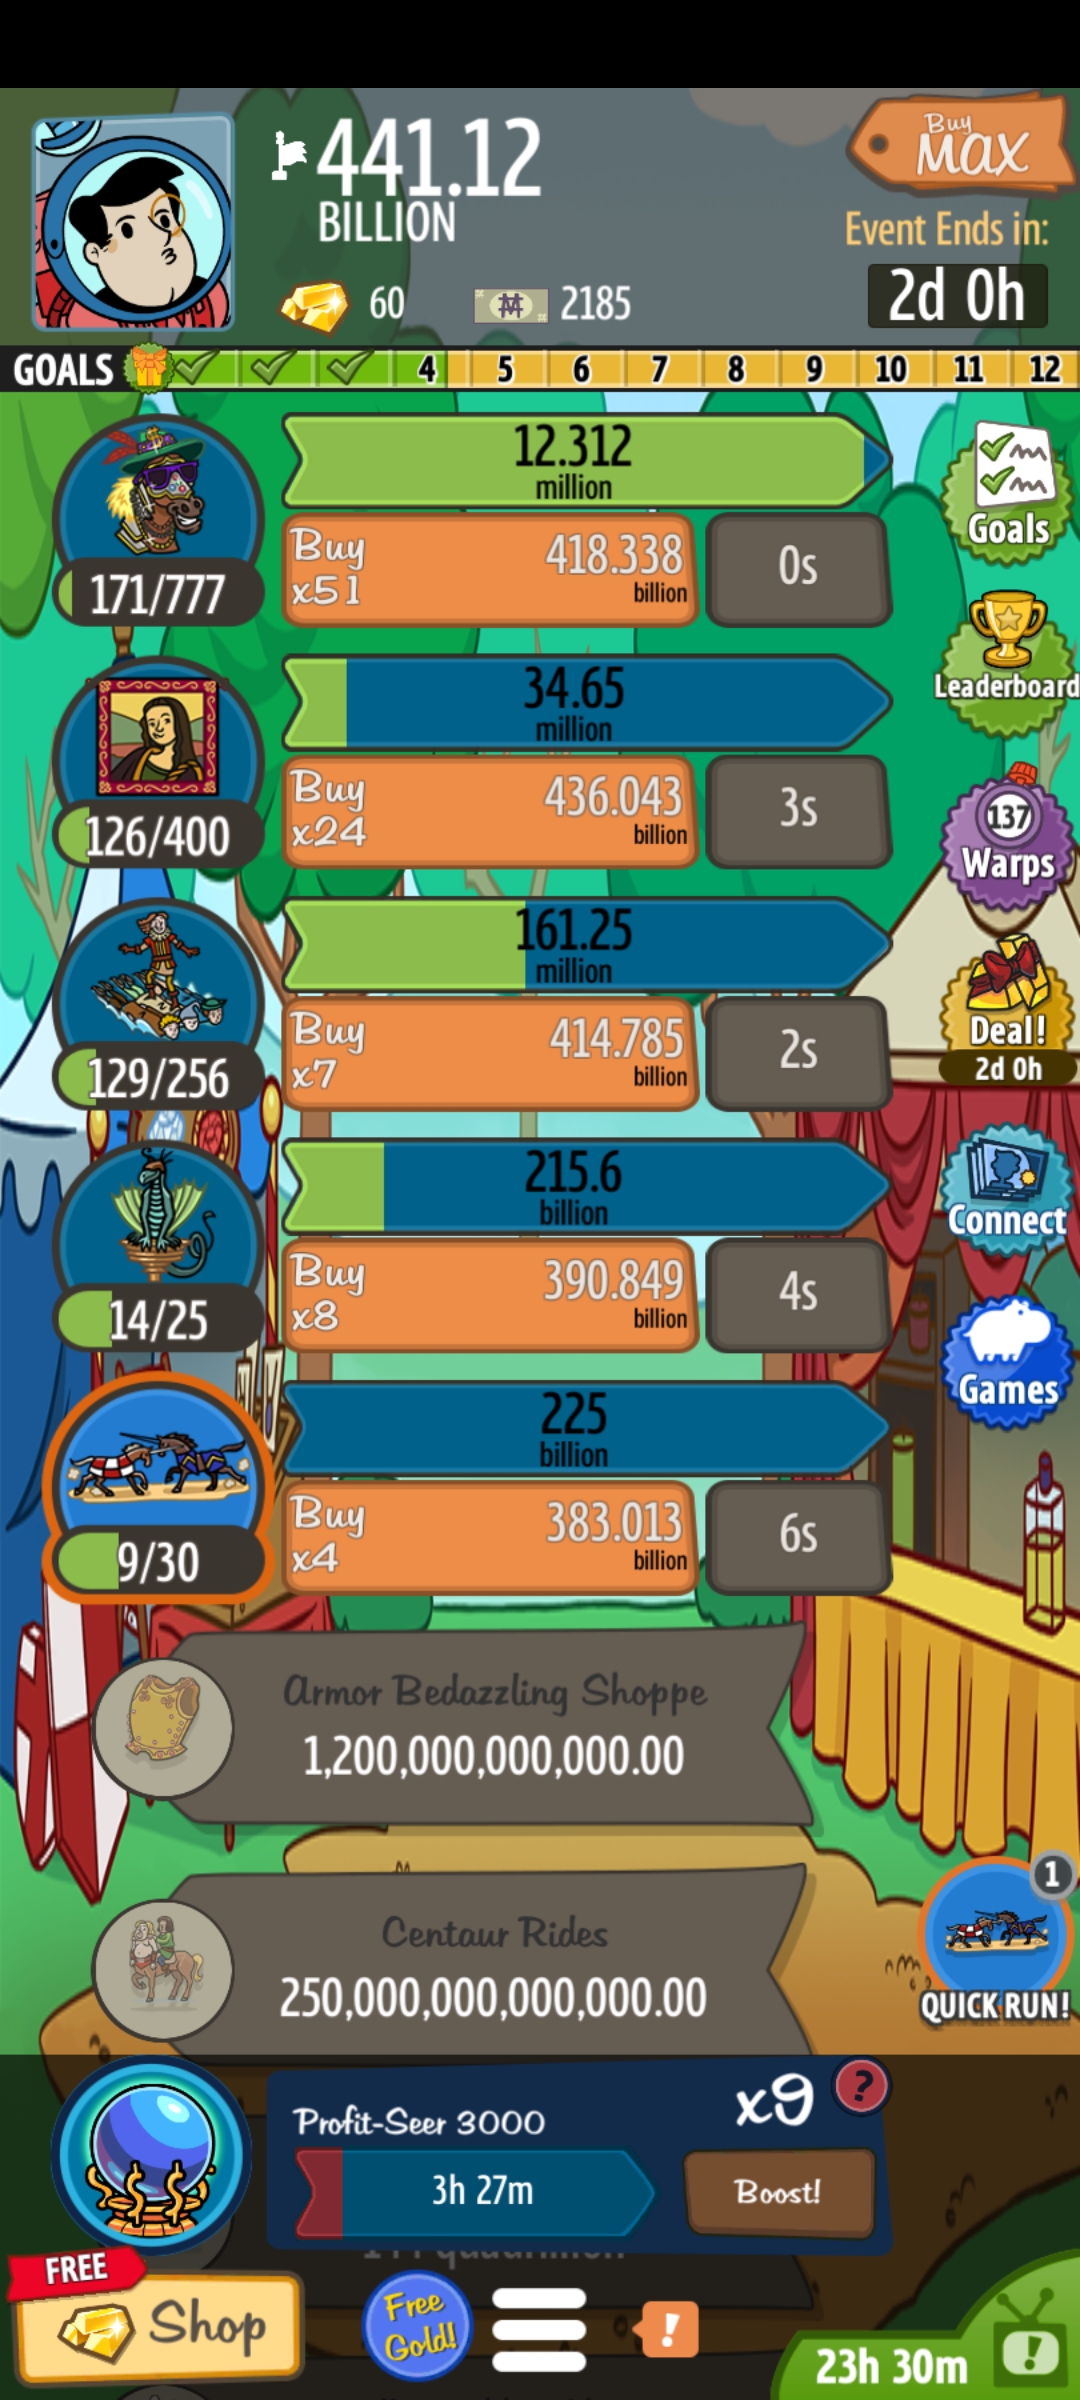 441.12
BILLION
Buy
MAX
Event Ends in:
2d 0h
60
2185
GOALS 4 5 6 7 8 9 10 11 12
12.312
million
Buy
x51
418.338
billion
0s
171/777
Goals
34.65
million
Buy
x24
436.043
billion
3s
126/400
Leaderboard
137
Warps
161.25
million
Buy
x7
414.785
billion
2s
129/256
Deal!
2d 0h
215.6
billion
Buy
x8
390.849
billion
4s
14/25
Connect
Games
225
billion
Buy
x4
383.013
billion
6s
9/30
Armor Bedazzling Shoppe
1,200,000,000,000.00
Centaur Rides
250,000,000,000,000.00
1
QUICK RUN!
Profit-Seer 3000
x9
?
3h 27m
Boost!
FREE
Shop
Free
Gold!
!
23h 30m
!